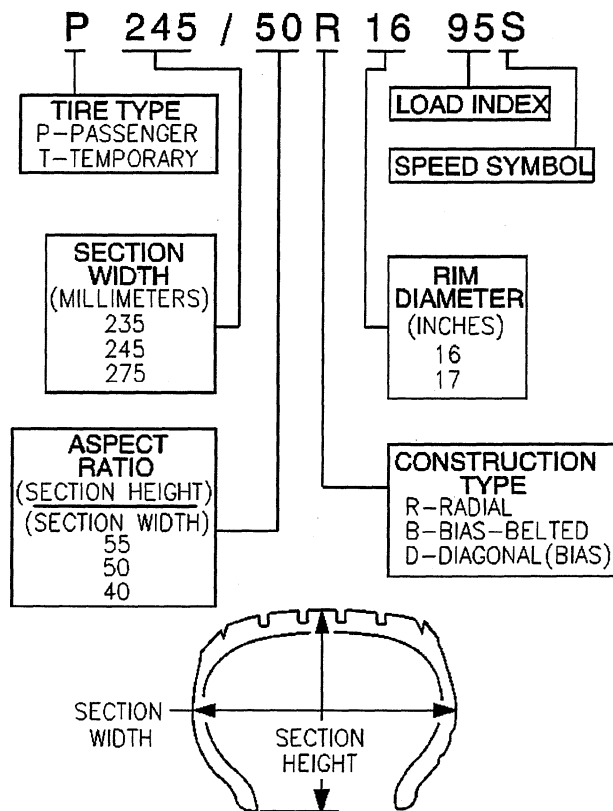 P 245 / 50 R 16 95 S
TIRE TYPE
P-PASSENGER
T-TEMPORARY
LOAD INDEX
SPEED SYMBOL
SECTION
WIDTH
(MILLIMETERS)
235
245
275
RIM
DIAMETER
(INCHES)
16
17
ASPECT
RATIO
(SECTION HEIGHT)
(SECTION WIDTH)
55
50
40
CONSTRUCTION
TYPE
R-RADIAL
B-BIAS-BELTED
D-DIAGONAL(BIAS)
SECTION
WIDTH
SECTION
HEIGHT